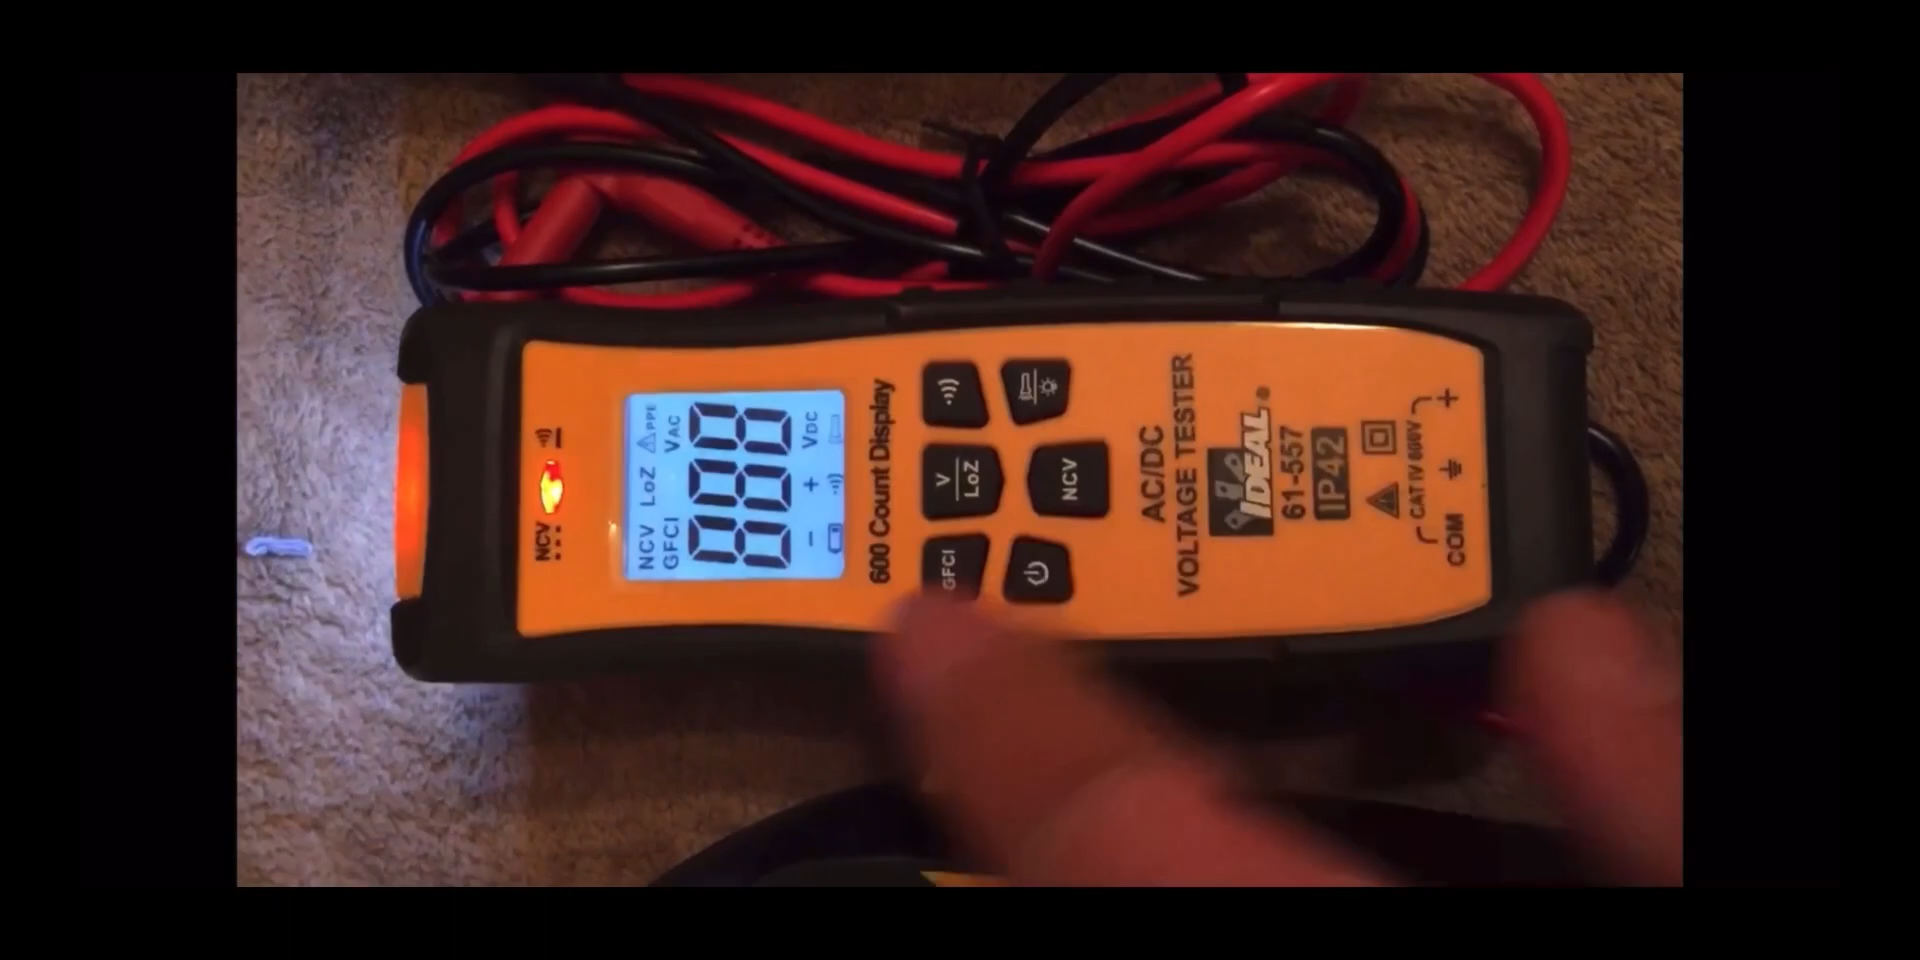 NCV
NCV LoZ PPE
GFCI VAC
888
- + VDC
600 Count Display
GFCI
V
LoZ
NCV
AC/DC
VOLTAGE TESTER
IDEAL®
61-557
IP42
CAT IV 600V
COM
+